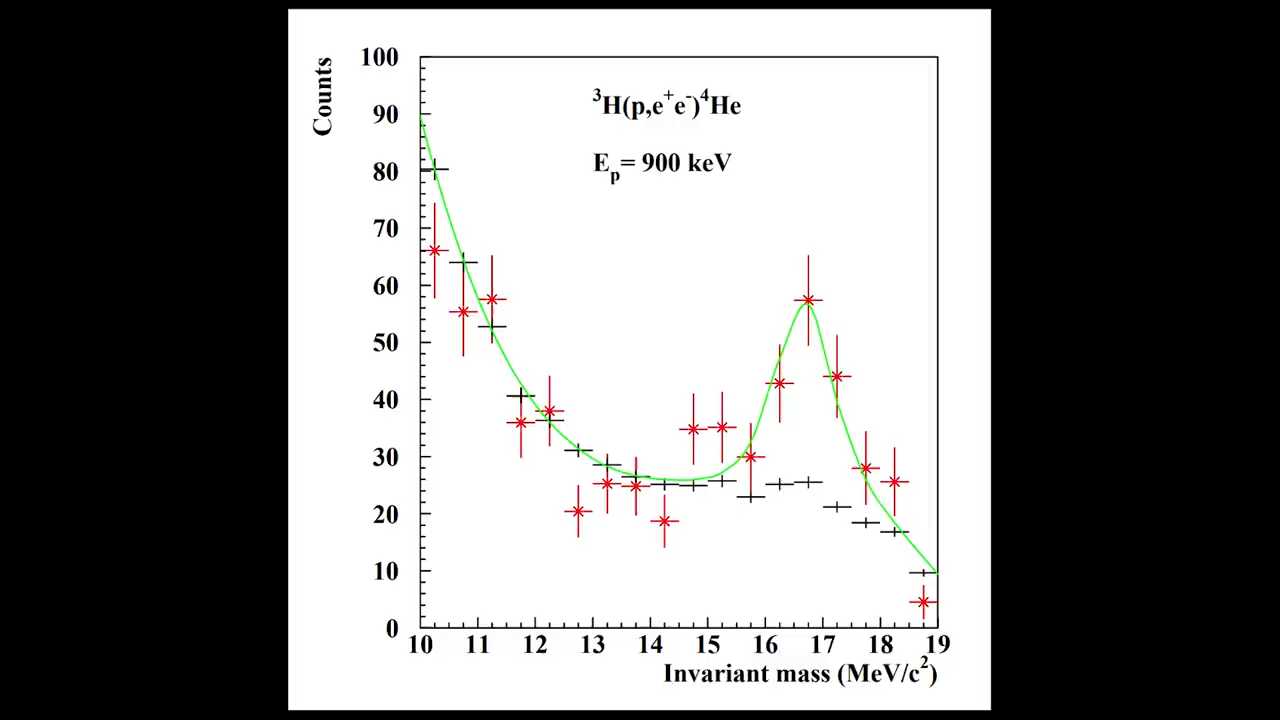 Counts
³H(p,e⁺e⁻)⁴He
Eₚ= 900 keV
100
90
80
70
60
50
40
30
20
10
0
10 11 12 13 14 15 16 17 18 19
Invariant mass (MeV/c²)